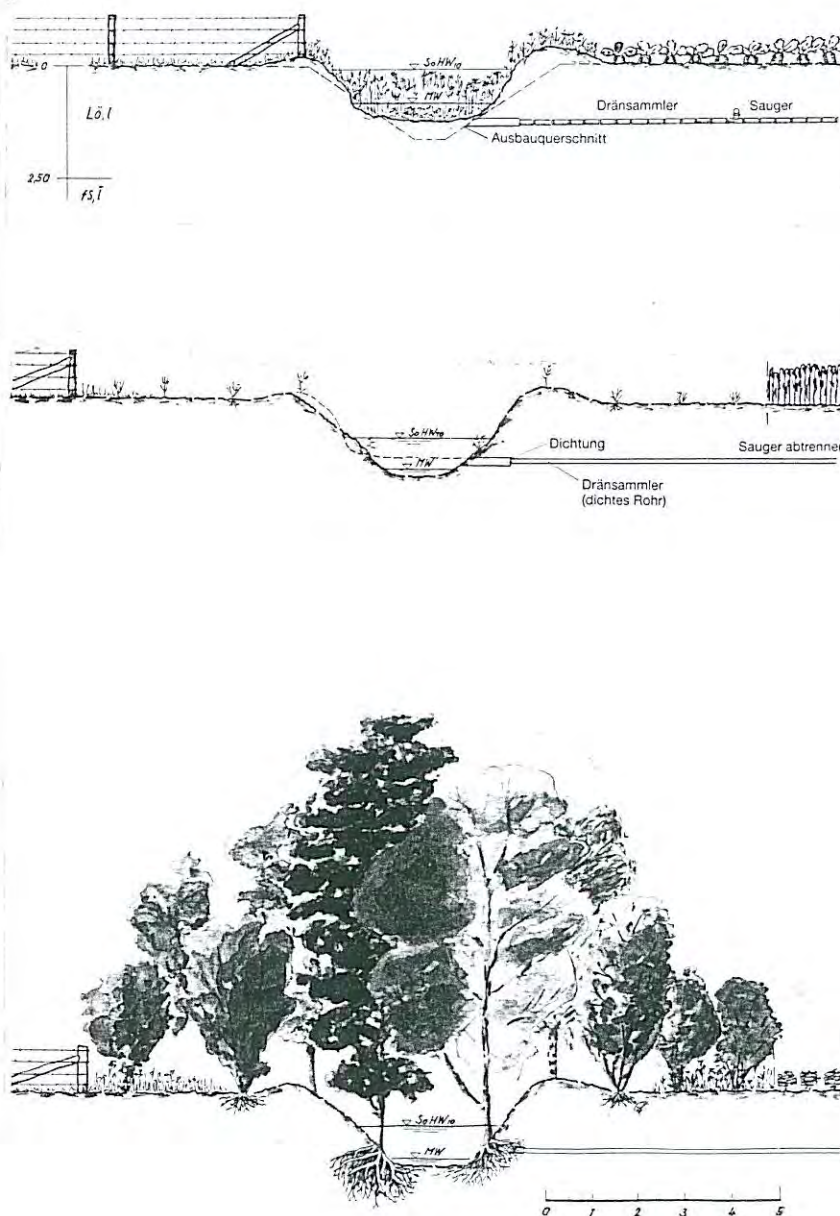 SoHW10
0
MW
Lö, l
Dränsammler
Sauger
Ausbauquerschnitt
2,50
fS, l̄
SoHW10
MW
Dichtung
Sauger abtrennen
Dränsammler
(dichtes Rohr)
SoHW10
MW
0 1 2 3 4 5